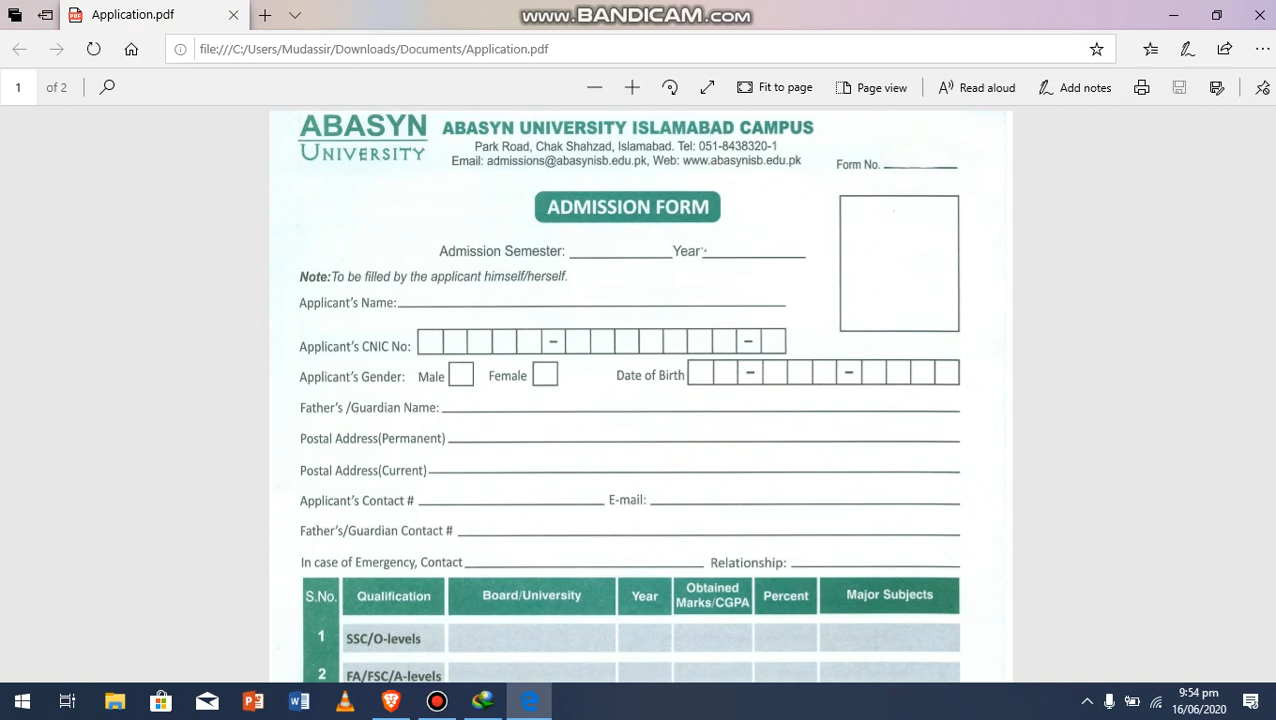 Application.pdf
www.BANDICAM.com
file:///C:/Users/Mudassir/Downloads/Documents/Application.pdf
1 of 2 Fit to page Page view Read aloud Add notes
ABASYN
UNIVERSITY
ABASYN UNIVERSITY ISLAMABAD CAMPUS
Park Road, Chak Shahzad, Islamabad. Tel: 051-8438320-1
Email: admissions@abasynisb.edu.pk, Web: www.abasynisb.edu.pk
Form No.
ADMISSION FORM
Admission Semester: Year:
Note:To be filled by the applicant himself/herself.
Applicant's Name:
Applicant's CNIC No: – –
Applicant's Gender: Male Female Date of Birth – –
Father's /Guardian Name:
Postal Address(Permanent)
Postal Address(Current)
Applicant's Contact # E-mail:
Father's/Guardian Contact #
In case of Emergency, Contact Relationship:
S.No. Qualification Board/University Year Obtained Marks/CGPA Percent Major Subjects
1 SSC/O-levels
2 FA/FSC/A-levels
9:54 pm
16/06/2020